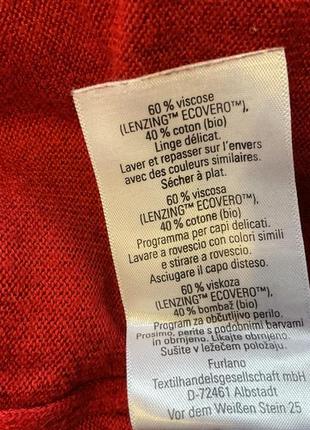 60 % viscose
(LENZING™ ECOVERO™),
40 % coton (bio)
Linge délicat.
Laver et repasser sur l'envers
avec des couleurs similaires.
Sécher à plat.
60 % viscosa
(LENZING™ ECOVERO™),
40 % cotone (bio)
Programma per capi delicati.
Lavare a rovescio con colori simili
e stirare a rovescio.
Asciugare il capo disteso.
60 % viskoza
(LENZING™ ECOVERO™),
40 % bombaž (bio)
Program za občutljivo perilo.
Prosimo, perite s podobnimi barvami
in obrnjeno. Likajte obrnjeno.
Sušite v ležečem položaju.
Furlano
Textilhandelsgesellschaft mbH
D-72461 Albstadt
Vor dem Weißen Stein 25